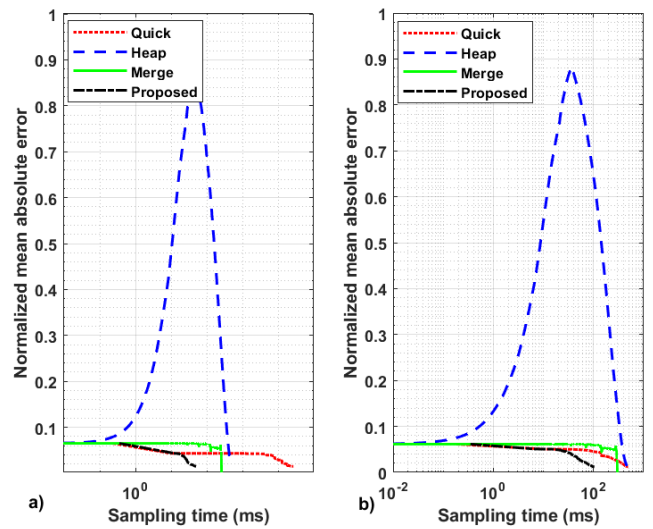 Normalized mean absolute error
1
0.9
0.8
0.7
0.6
0.5
0.4
0.3
0.2
0.1
Quick
Heap
Merge
Proposed
10^0
Sampling time (ms)
a)
Normalized mean absolute error
1
0.9
0.8
0.7
0.6
0.5
0.4
0.3
0.2
0.1
0
Quick
Heap
Merge
Proposed
10^-2
10^0
10^2
Sampling time (ms)
b)